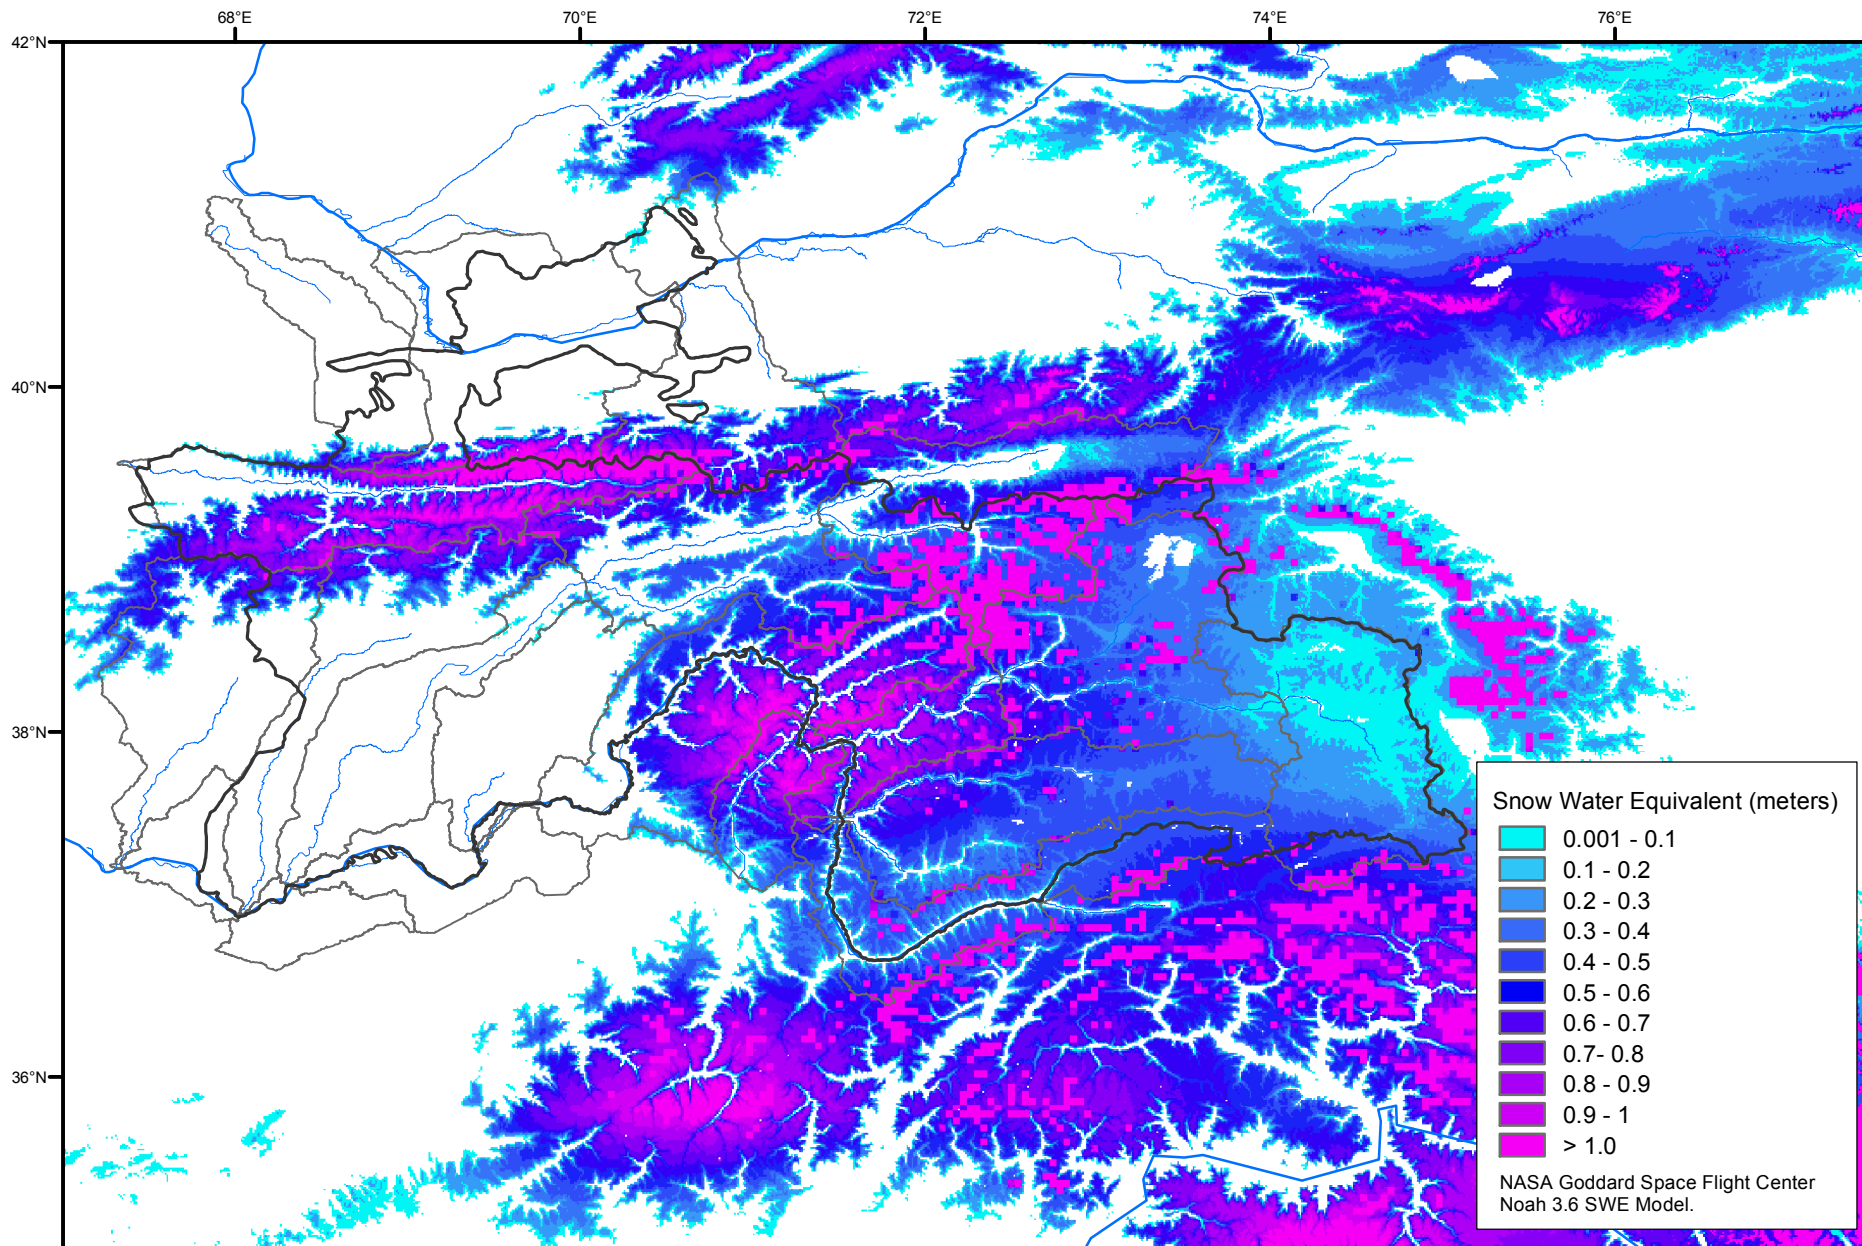 68°E
70°E
72°E
74°E
76°E
42°N
40°N
38°N
36°N
Snow Water Equivalent (meters)
0.001 - 0.1
0.1 - 0.2
0.2 - 0.3
0.3 - 0.4
0.4 - 0.5
0.5 - 0.6
0.6 - 0.7
0.7- 0.8
0.8 - 0.9
0.9 - 1
> 1.0
NASA Goddard Space Flight Center
Noah 3.6 SWE Model.